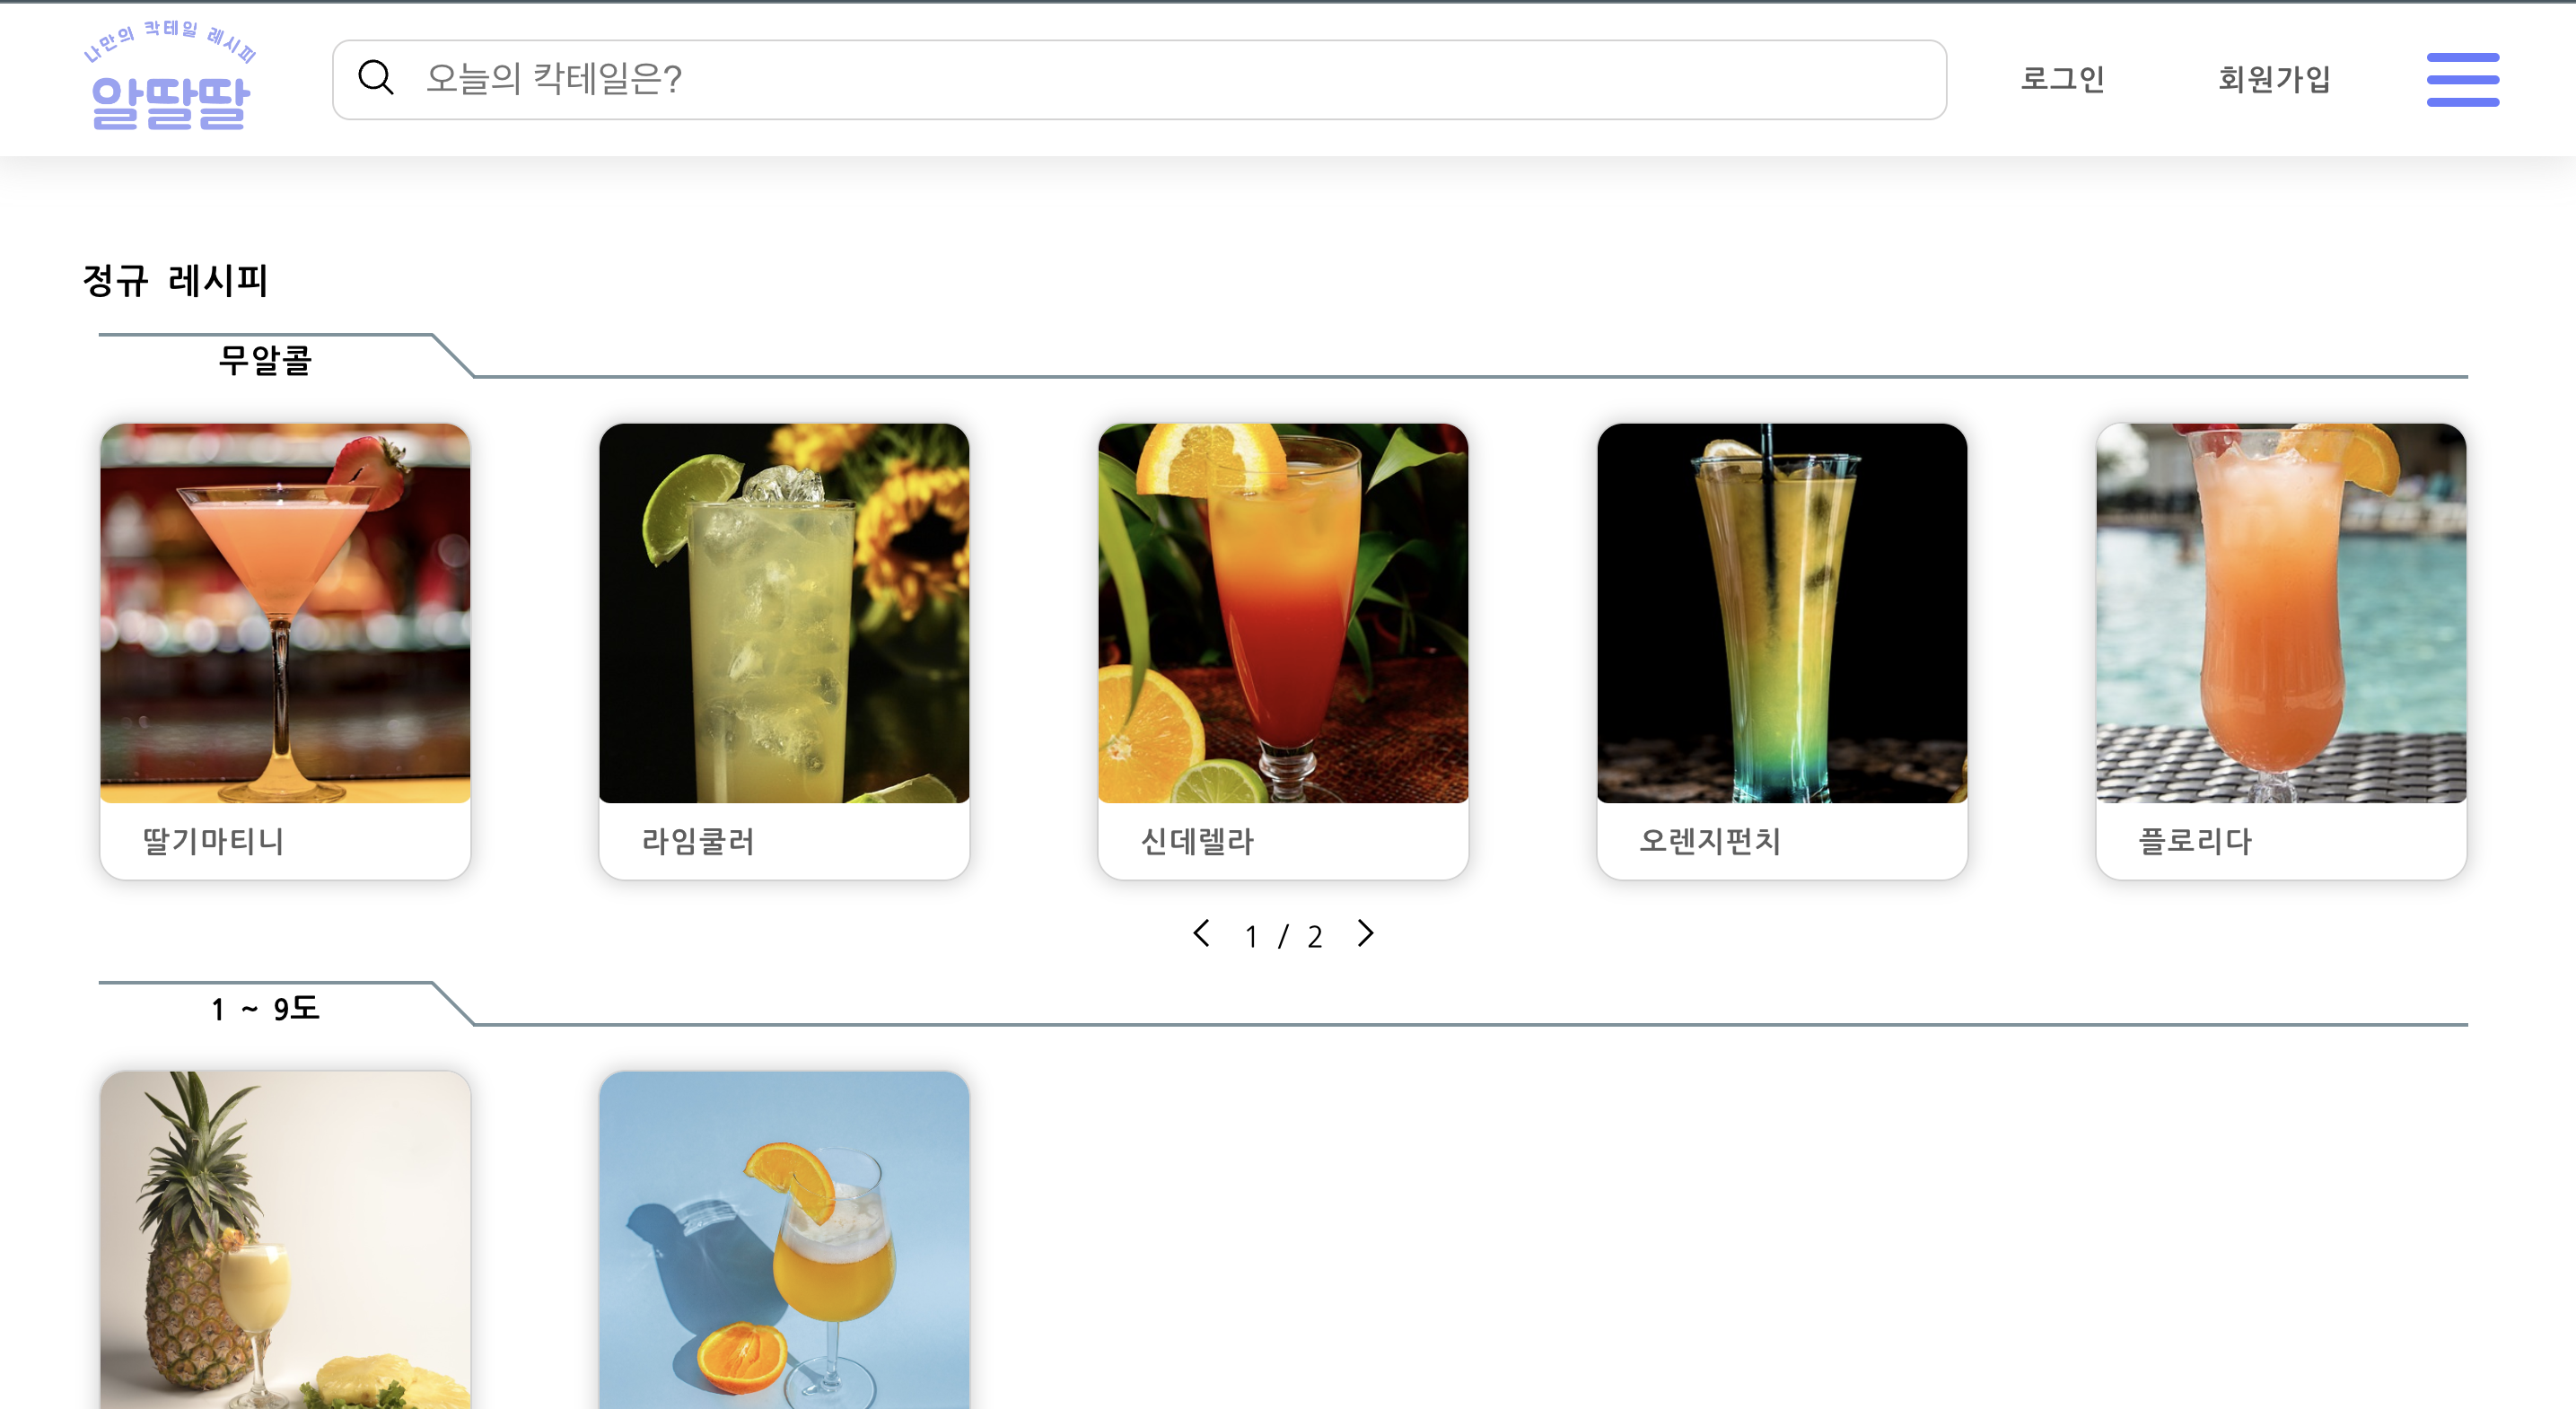 나만의 칵테일 레시피
알딸딸
오늘의 칵테일은?
로그인
회원가입
정규 레시피
무알콜
딸기마티니
라임쿨러
신데렐라
오렌지펀치
플로리다
1 / 2
1 ~ 9도